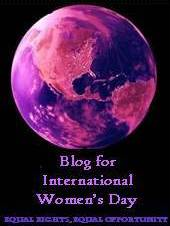 Blog for
International
Women's Day
EQUAL RIGHTS, EQUAL OPPORTUNITY